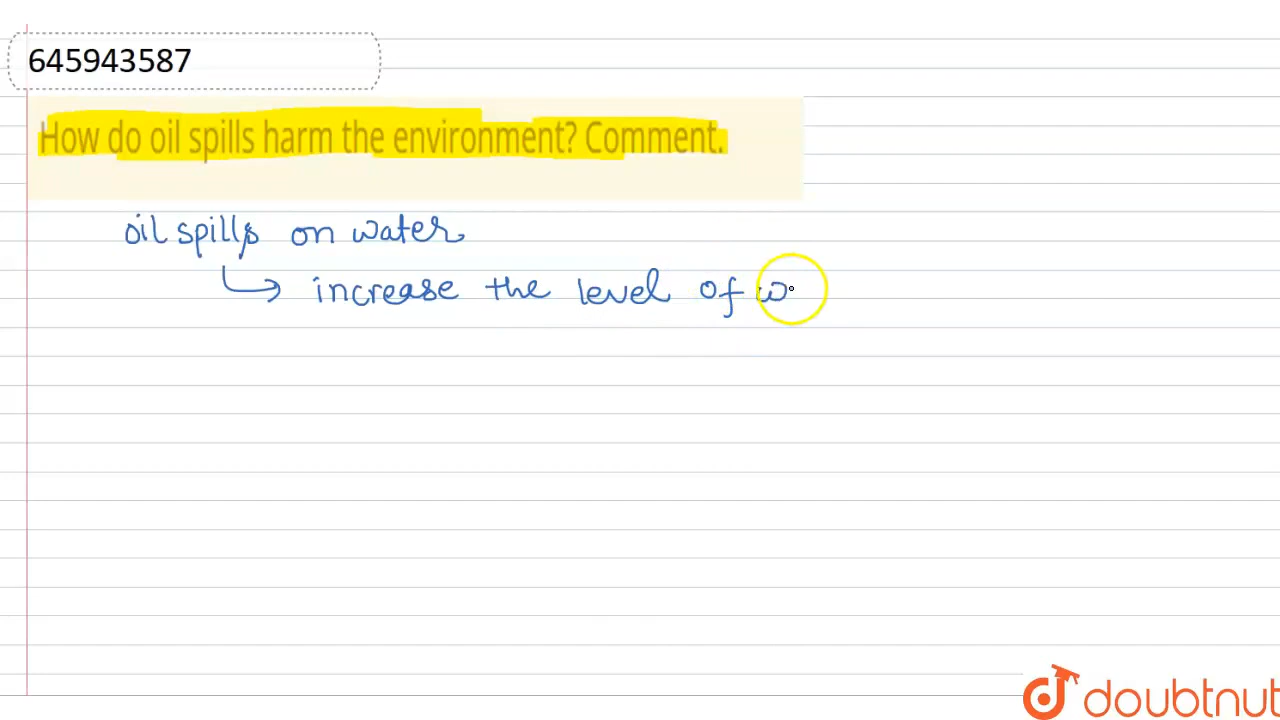 645943587
How do oil spills harm the environment? Comment.
oil spills on water
increase the level of w
doubtnut